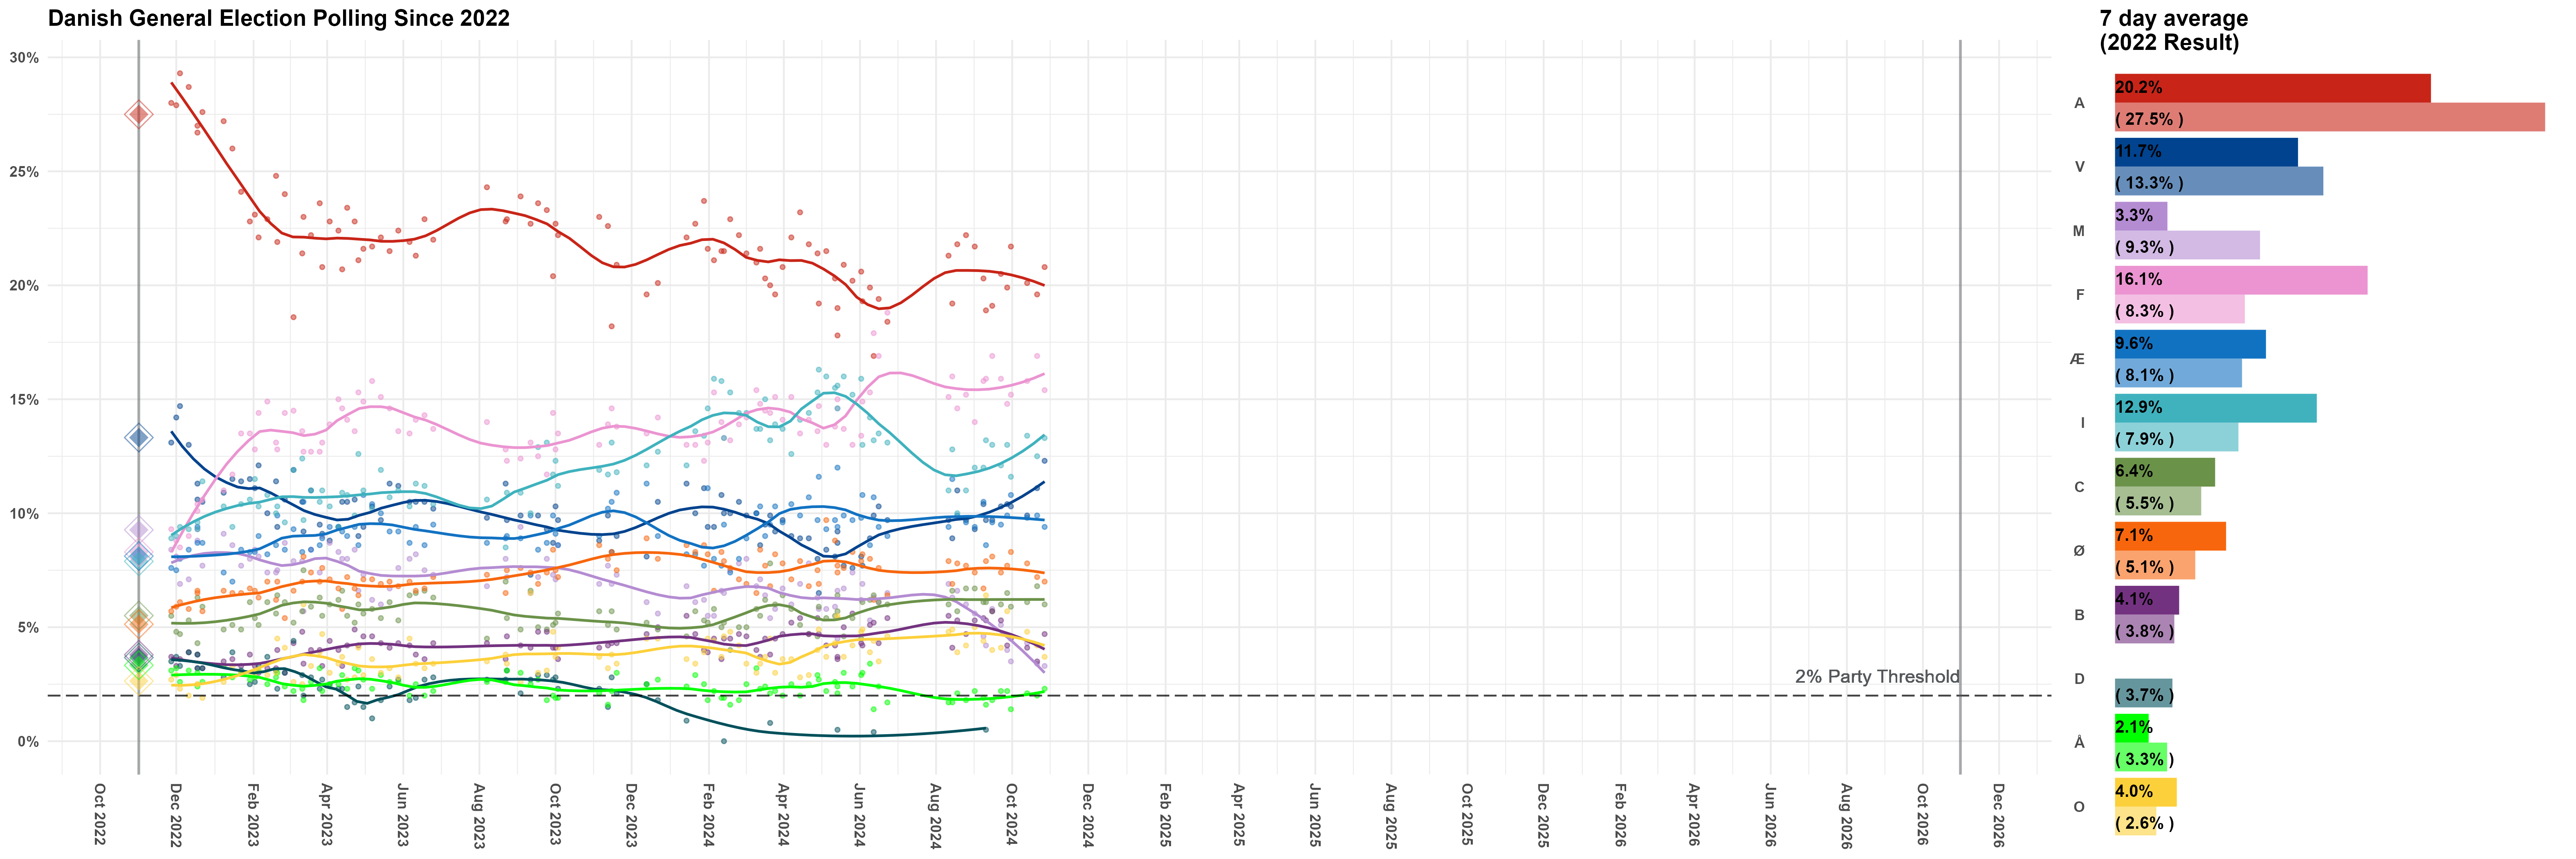 Danish General Election Polling Since 2022
30%
25%
20%
15%
10%
5%
0%
2% Party Threshold
Oct 2022
Dec 2022
Feb 2023
Apr 2023
Jun 2023
Aug 2023
Oct 2023
Dec 2023
Feb 2024
Apr 2024
Jun 2024
Aug 2024
Oct 2024
Dec 2024
Feb 2025
Apr 2025
Jun 2025
Aug 2025
Oct 2025
Dec 2025
Feb 2026
Apr 2026
Jun 2026
Aug 2026
Oct 2026
Dec 2026
7 day average
(2022 Result)
A
20.2%
( 27.5% )
V
11.7%
( 13.3% )
M
3.3%
( 9.3% )
F
16.1%
( 8.3% )
Æ
9.6%
( 8.1% )
I
12.9%
( 7.9% )
C
6.4%
( 5.5% )
Ø
7.1%
( 5.1% )
B
4.1%
( 3.8% )
D
( 3.7% )
Å
2.1%
( 3.3% )
O
4.0%
( 2.6% )